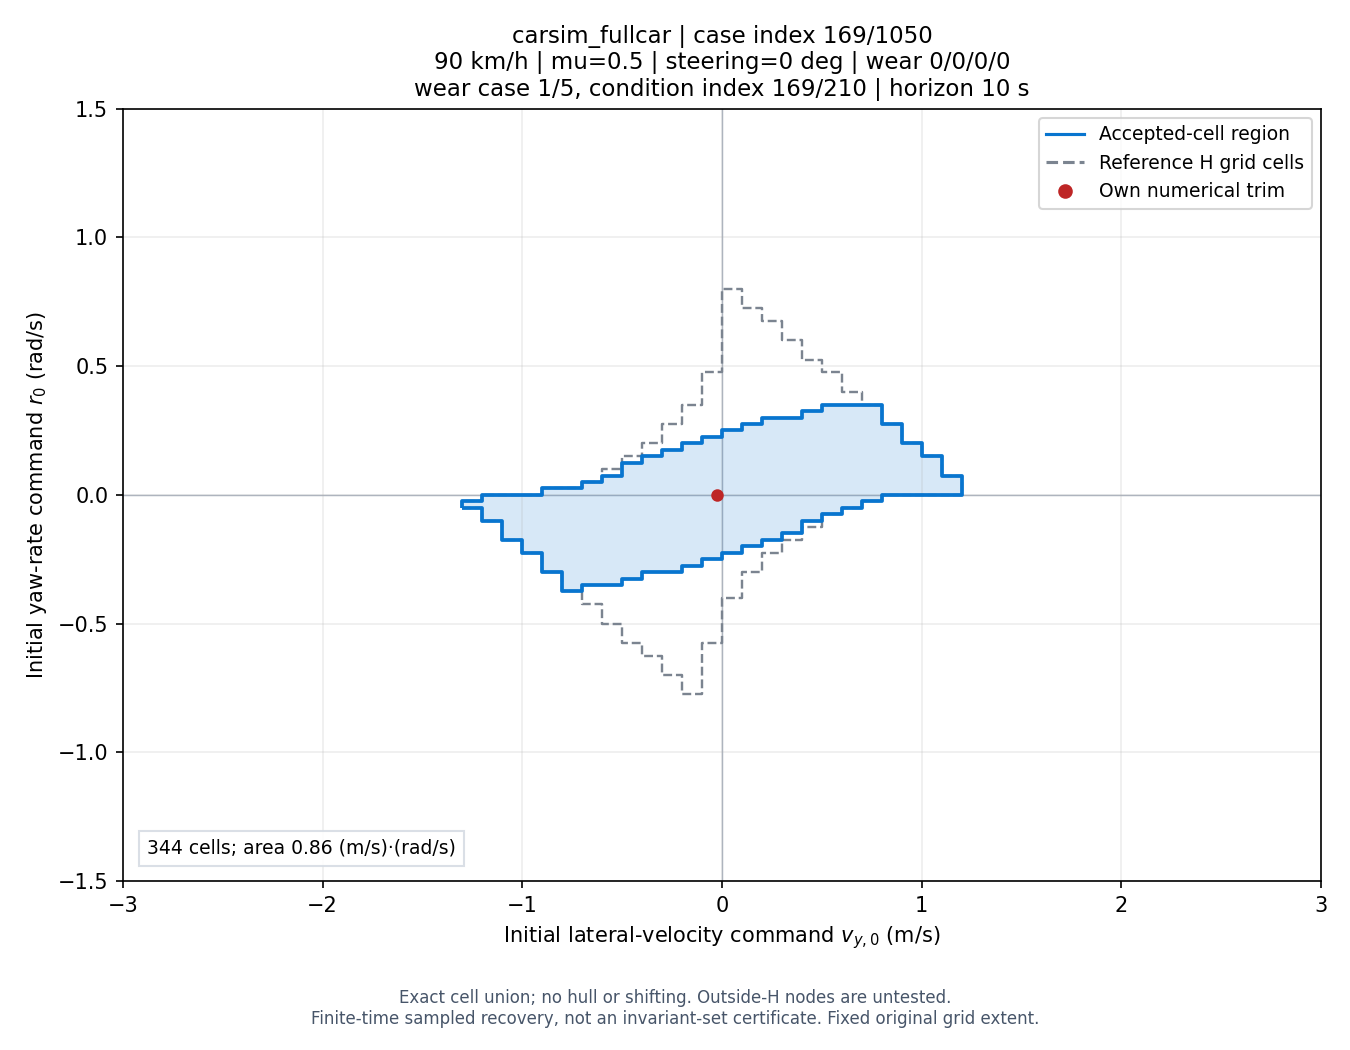 carsim_fullcar | case index 169/1050
90 km/h | mu=0.5 | steering=0 deg | wear 0/0/0/0
wear case 1/5, condition index 169/210 | horizon 10 s
Accepted-cell region
Reference H grid cells
Own numerical trim
1.5
1.0
0.5
0.0
−0.5
−1.0
−1.5
Initial yaw-rate command r0 (rad/s)
344 cells; area 0.86 (m/s)·(rad/s)
−3
−2
−1
0
1
2
3
Initial lateral-velocity command vy,0 (m/s)
Exact cell union; no hull or shifting. Outside-H nodes are untested.
Finite-time sampled recovery, not an invariant-set certificate. Fixed original grid extent.